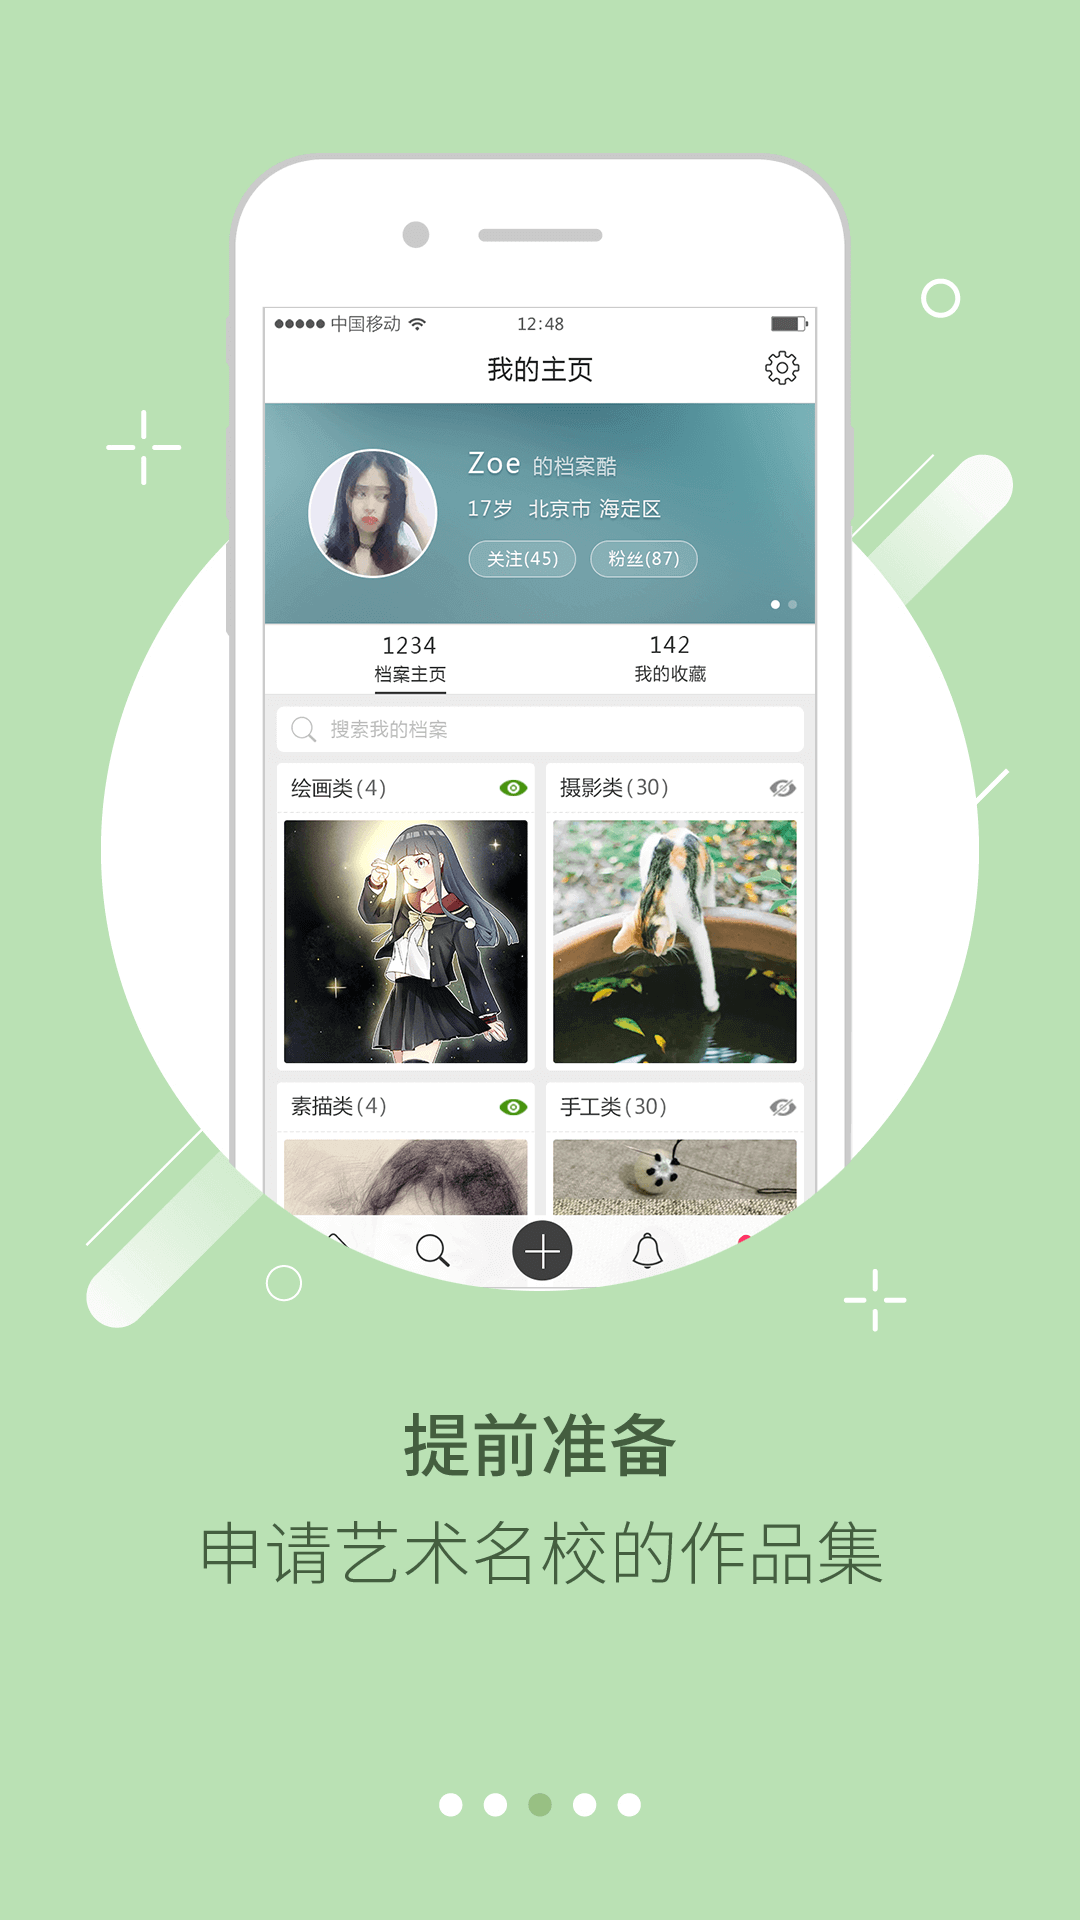 中国移动 12:48
我的主页
Zoe 的档案酷
17岁 北京市 海定区
关注(45) 粉丝(87)
1234 142
档案主页 我的收藏
搜索我的档案
绘画类(4) 摄影类(30)
素描类(4) 手工类(30)
提前准备
申请艺术名校的作品集